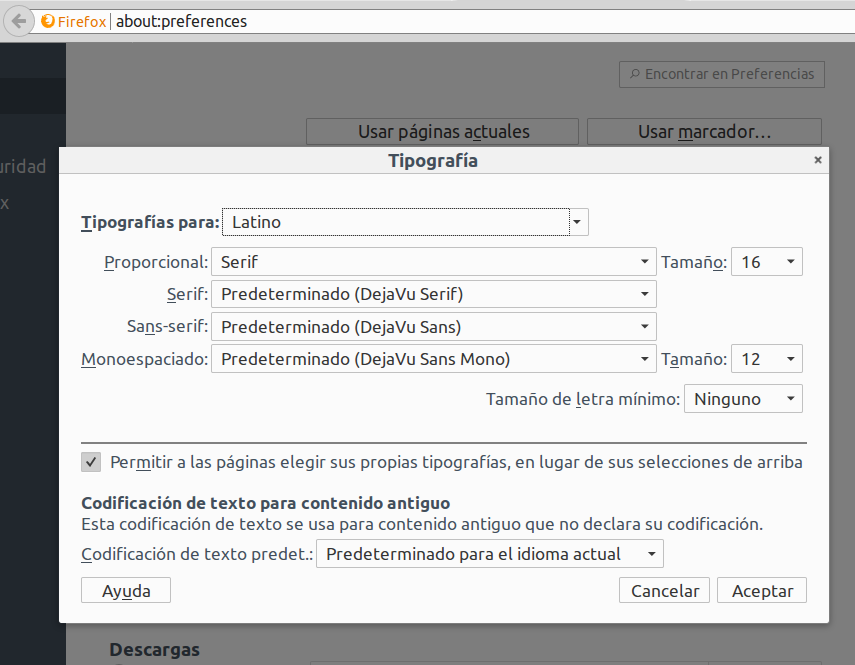 Firefox about:preferences
Encontrar en Preferencias
Usar páginas actuales Usar marcador...
uridad
x
Tipografía ×
Tipografías para: Latino
Proporcional: Serif Tamaño: 16
Serif: Predeterminado (DejaVu Serif)
Sans-serif: Predeterminado (DejaVu Sans)
Monoespaciado: Predeterminado (DejaVu Sans Mono) Tamaño: 12
Tamaño de letra mínimo: Ninguno
Permitir a las páginas elegir sus propias tipografías, en lugar de sus selecciones de arriba
Codificación de texto para contenido antiguo
Esta codificación de texto se usa para contenido antiguo que no declara su codificación.
Codificación de texto predet.: Predeterminado para el idioma actual
Ayuda Cancelar Aceptar
Descargas